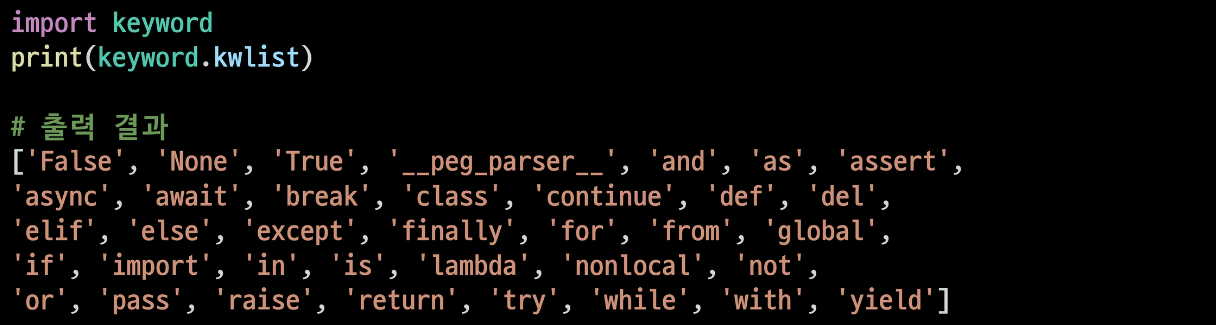 import keyword
print(keyword.kwlist)
# 출력 결과
['False', 'None', 'True', '__peg_parser__', 'and', 'as', 'assert',
'async', 'await', 'break', 'class', 'continue', 'def', 'del',
'elif', 'else', 'except', 'finally', 'for', 'from', 'global',
'if', 'import', 'in', 'is', 'lambda', 'nonlocal', 'not',
'or', 'pass', 'raise', 'return', 'try', 'while', 'with', 'yield']